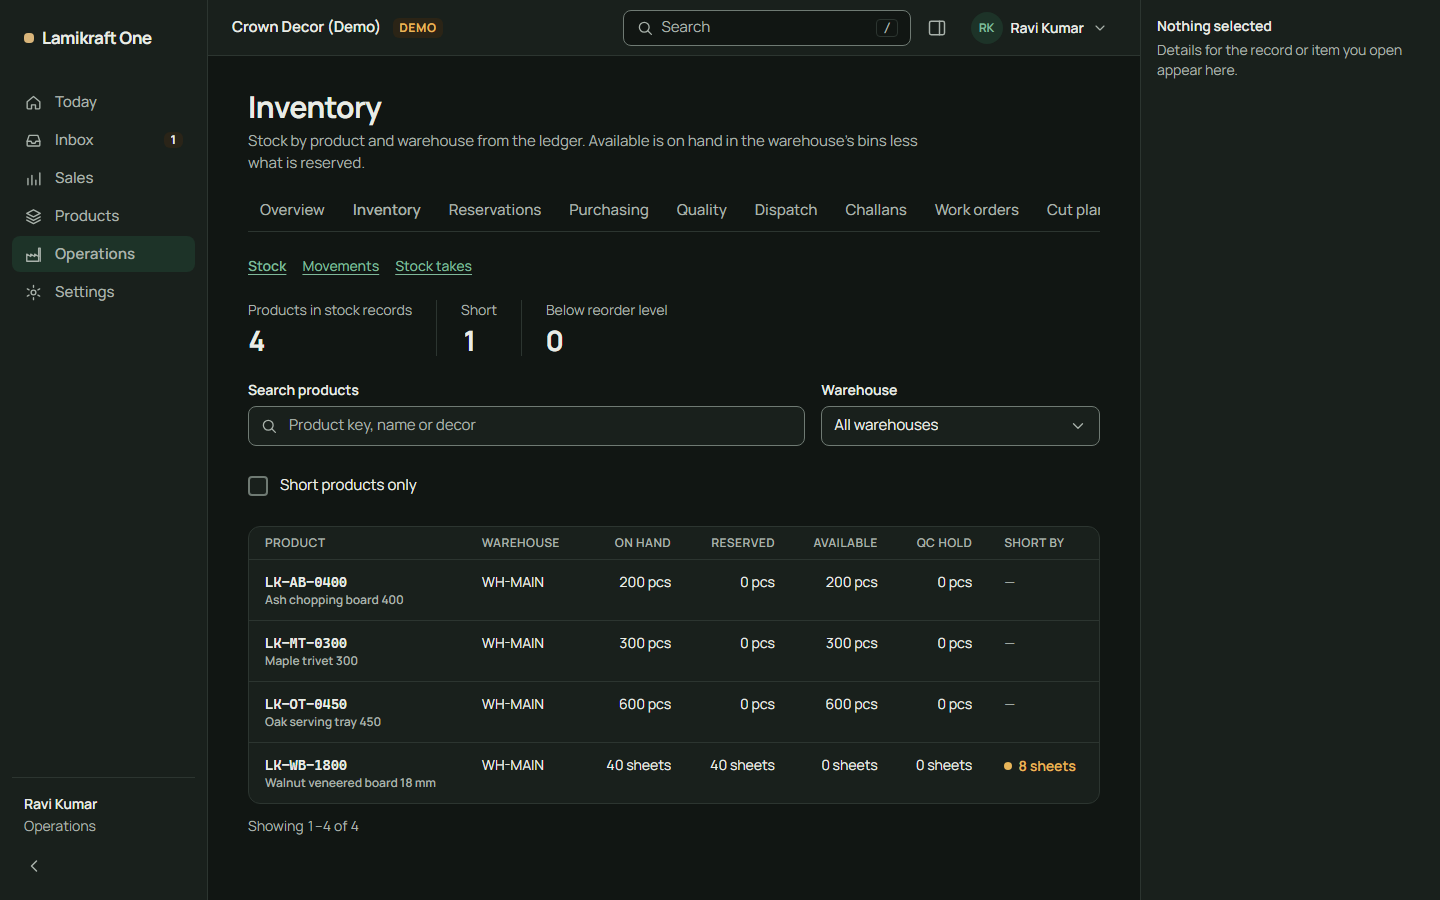 Lamikraft One
Today
Inbox 1
Sales
Products
Operations
Settings
Ravi Kumar
Operations
Crown Decor (Demo) DEMO
Search /
RK Ravi Kumar
Inventory
Stock by product and warehouse from the ledger. Available is on hand in the warehouse's bins less
what is reserved.
Overview Inventory Reservations Purchasing Quality Dispatch Challans Work orders Cut plan
Stock Movements Stock takes
Products in stock records Short Below reorder level
4 1 0
Search products Warehouse
Product key, name or decor All warehouses
Short products only
PRODUCT WAREHOUSE ON HAND RESERVED AVAILABLE QC HOLD SHORT BY
LK-AB-0400 WH-MAIN 200 pcs 0 pcs 200 pcs 0 pcs —
Ash chopping board 400
LK-MT-0300 WH-MAIN 300 pcs 0 pcs 300 pcs 0 pcs —
Maple trivet 300
LK-OT-0450 WH-MAIN 600 pcs 0 pcs 600 pcs 0 pcs —
Oak serving tray 450
LK-WB-1800 WH-MAIN 40 sheets 40 sheets 0 sheets 0 sheets 8 sheets
Walnut veneered board 18 mm
Showing 1–4 of 4
Nothing selected
Details for the record or item you open
appear here.